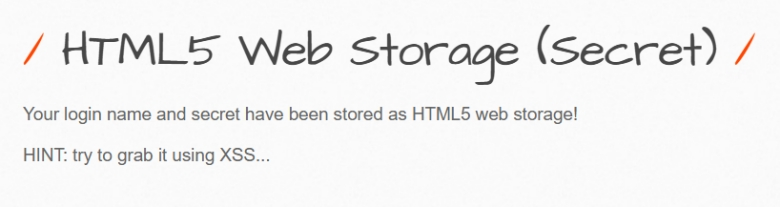 / HTML5 Web Storage (Secret) /
Your login name and secret have been stored as HTML5 web storage!
HINT: try to grab it using XSS...